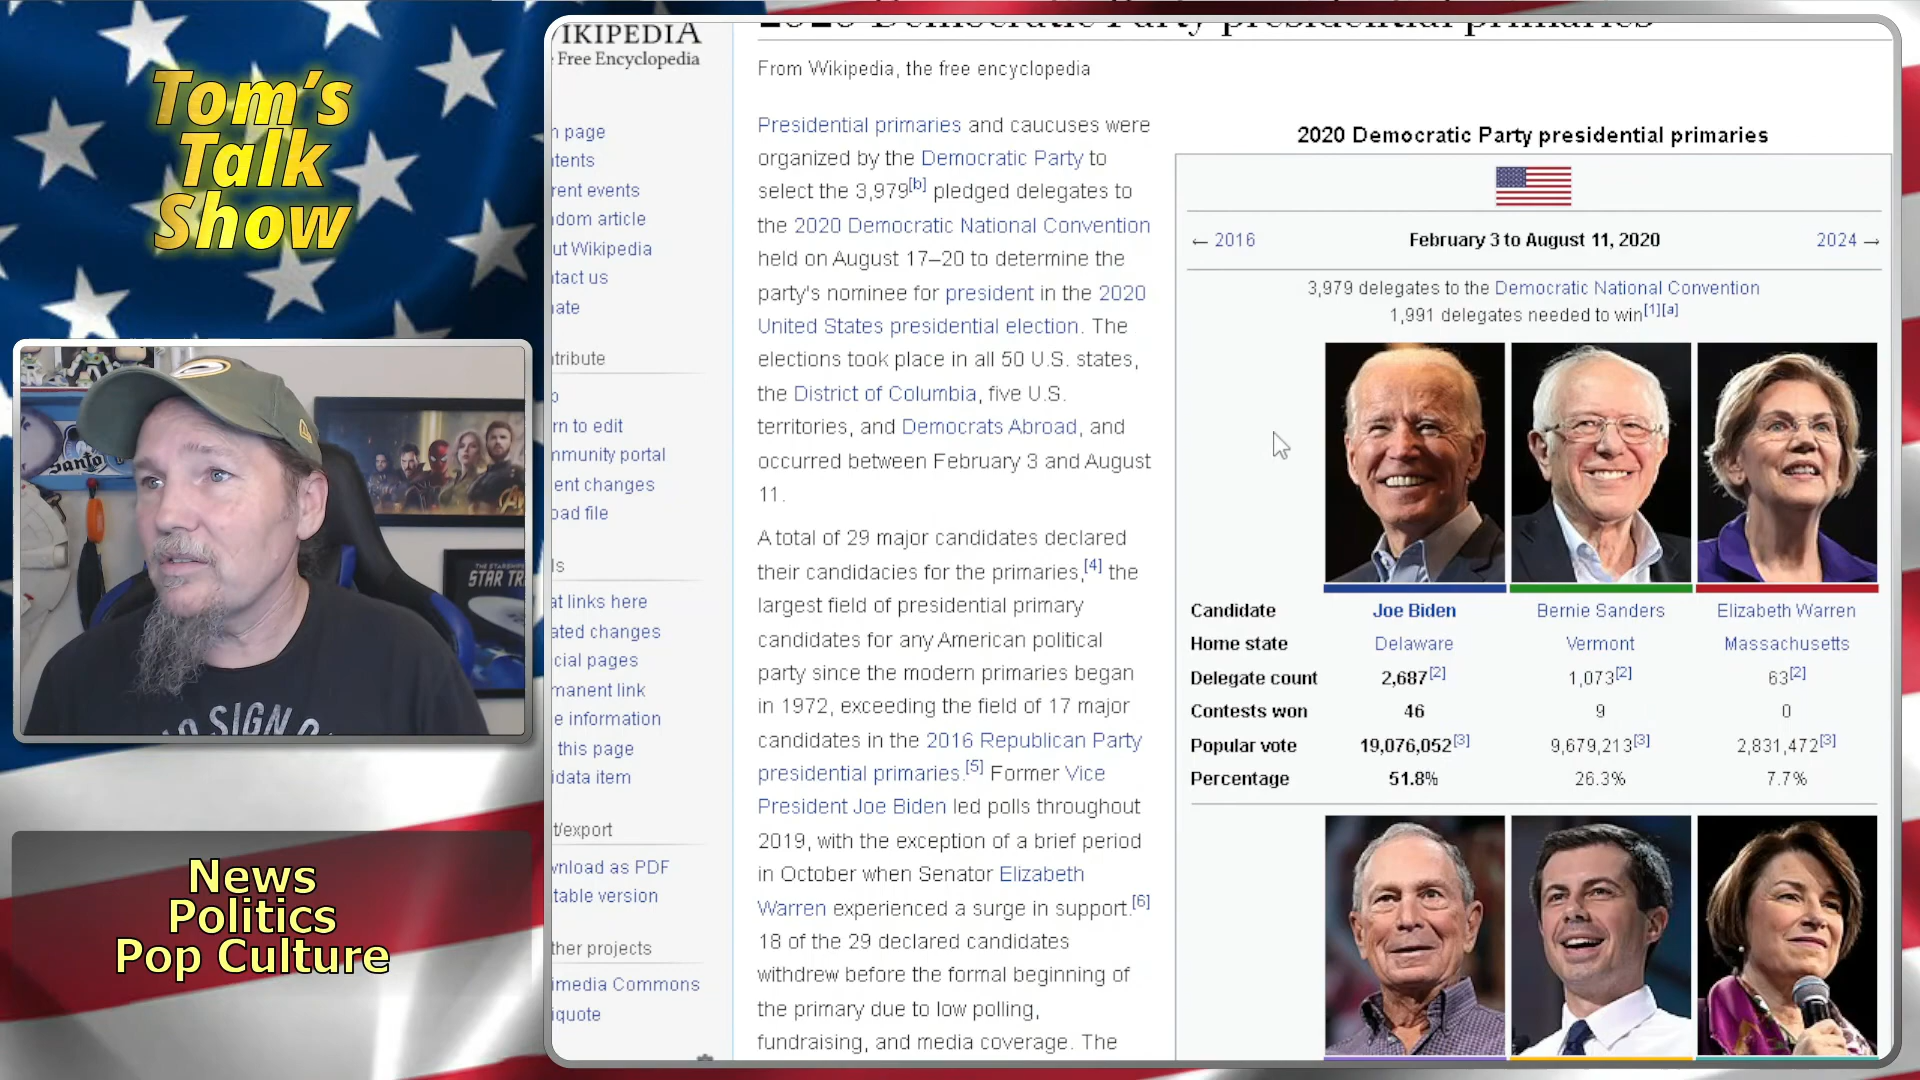 Tom's
Talk
Show
Santo
STAR TR
SIGN
News
Politics
Pop Culture
IKIPEDIA
Free Encyclopedia
page
tents
rent events
dom article
ut Wikipedia
tact us
ate
tribute
rn to edit
mmunity portal
ent changes
oad file
ls
at links here
ated changes
cial pages
manent link
e information
this page
idata item
t/export
wnload as PDF
table version
ther projects
imedia Commons
iquote
2020 Democratic Party presidential primaries
From Wikipedia, the free encyclopedia
Presidential primaries and caucuses were
organized by the Democratic Party to
select the 3,979[b] pledged delegates to
the 2020 Democratic National Convention
held on August 17–20 to determine the
party's nominee for president in the 2020
United States presidential election. The
elections took place in all 50 U.S. states,
the District of Columbia, five U.S.
territories, and Democrats Abroad, and
occurred between February 3 and August
11.
A total of 29 major candidates declared
their candidacies for the primaries,[4] the
largest field of presidential primary
candidates for any American political
party since the modern primaries began
in 1972, exceeding the field of 17 major
candidates in the 2016 Republican Party
presidential primaries.[5] Former Vice
President Joe Biden led polls throughout
2019, with the exception of a brief period
in October when Senator Elizabeth
Warren experienced a surge in support.[6]
18 of the 29 declared candidates
withdrew before the formal beginning of
the primary due to low polling,
fundraising, and media coverage. The
2020 Democratic Party presidential primaries
← 2016 February 3 to August 11, 2020 2024 →
3,979 delegates to the Democratic National Convention
1,991 delegates needed to win[1][a]
Candidate Joe Biden Bernie Sanders Elizabeth Warren
Home state Delaware Vermont Massachusetts
Delegate count 2,687[2] 1,073[2] 63[2]
Contests won 46 9 0
Popular vote 19,076,052[3] 9,679,213[3] 2,831,472[3]
Percentage 51.8% 26.3% 7.7%